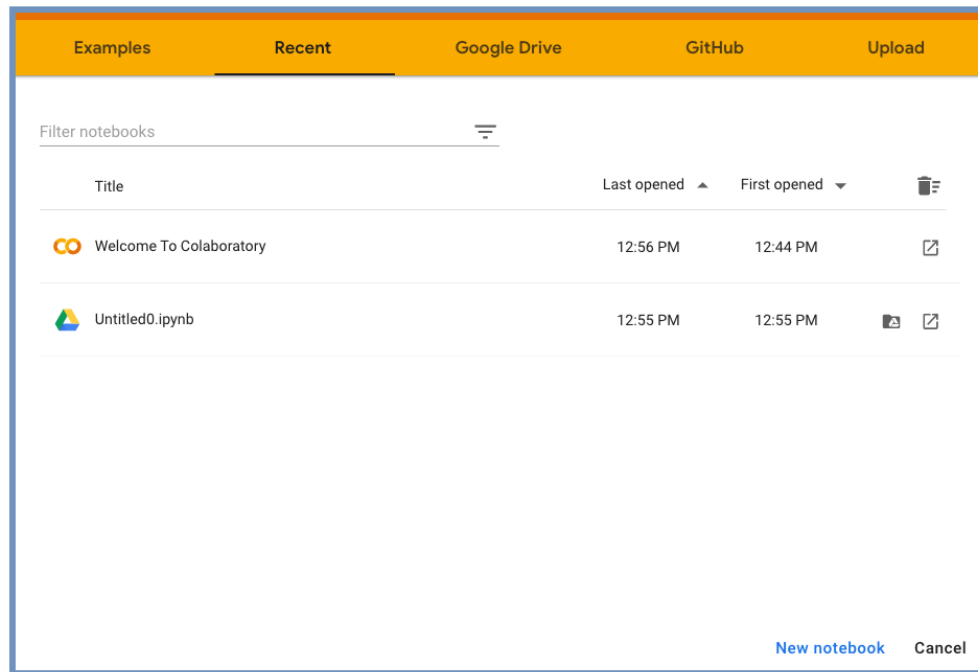 Examples Recent Google Drive GitHub Upload
Filter notebooks
Title Last opened First opened
Welcome To Colaboratory 12:56 PM 12:44 PM
Untitled0.ipynb 12:55 PM 12:55 PM
New notebook Cancel